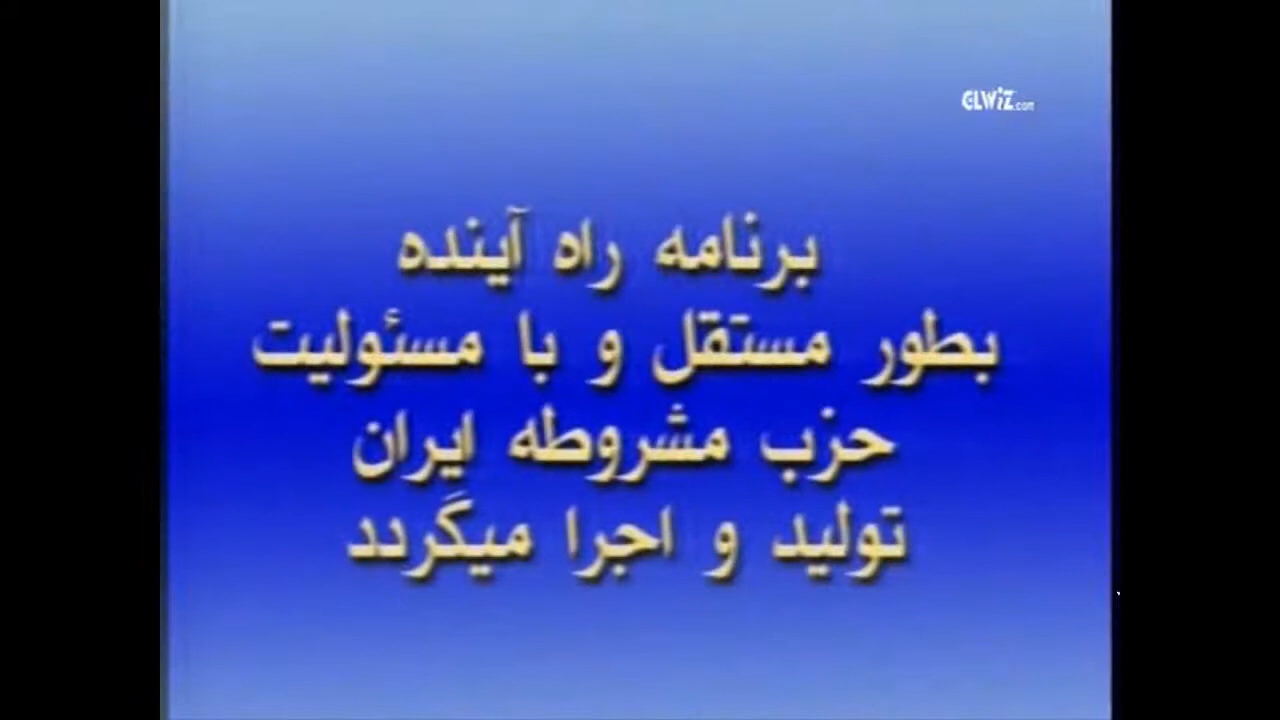 GLWiZ.com
برنامه راه آینده
بطور مستقل و با مسئولیت
حزب مشروطه ایران
تولید و اجرا میگردد